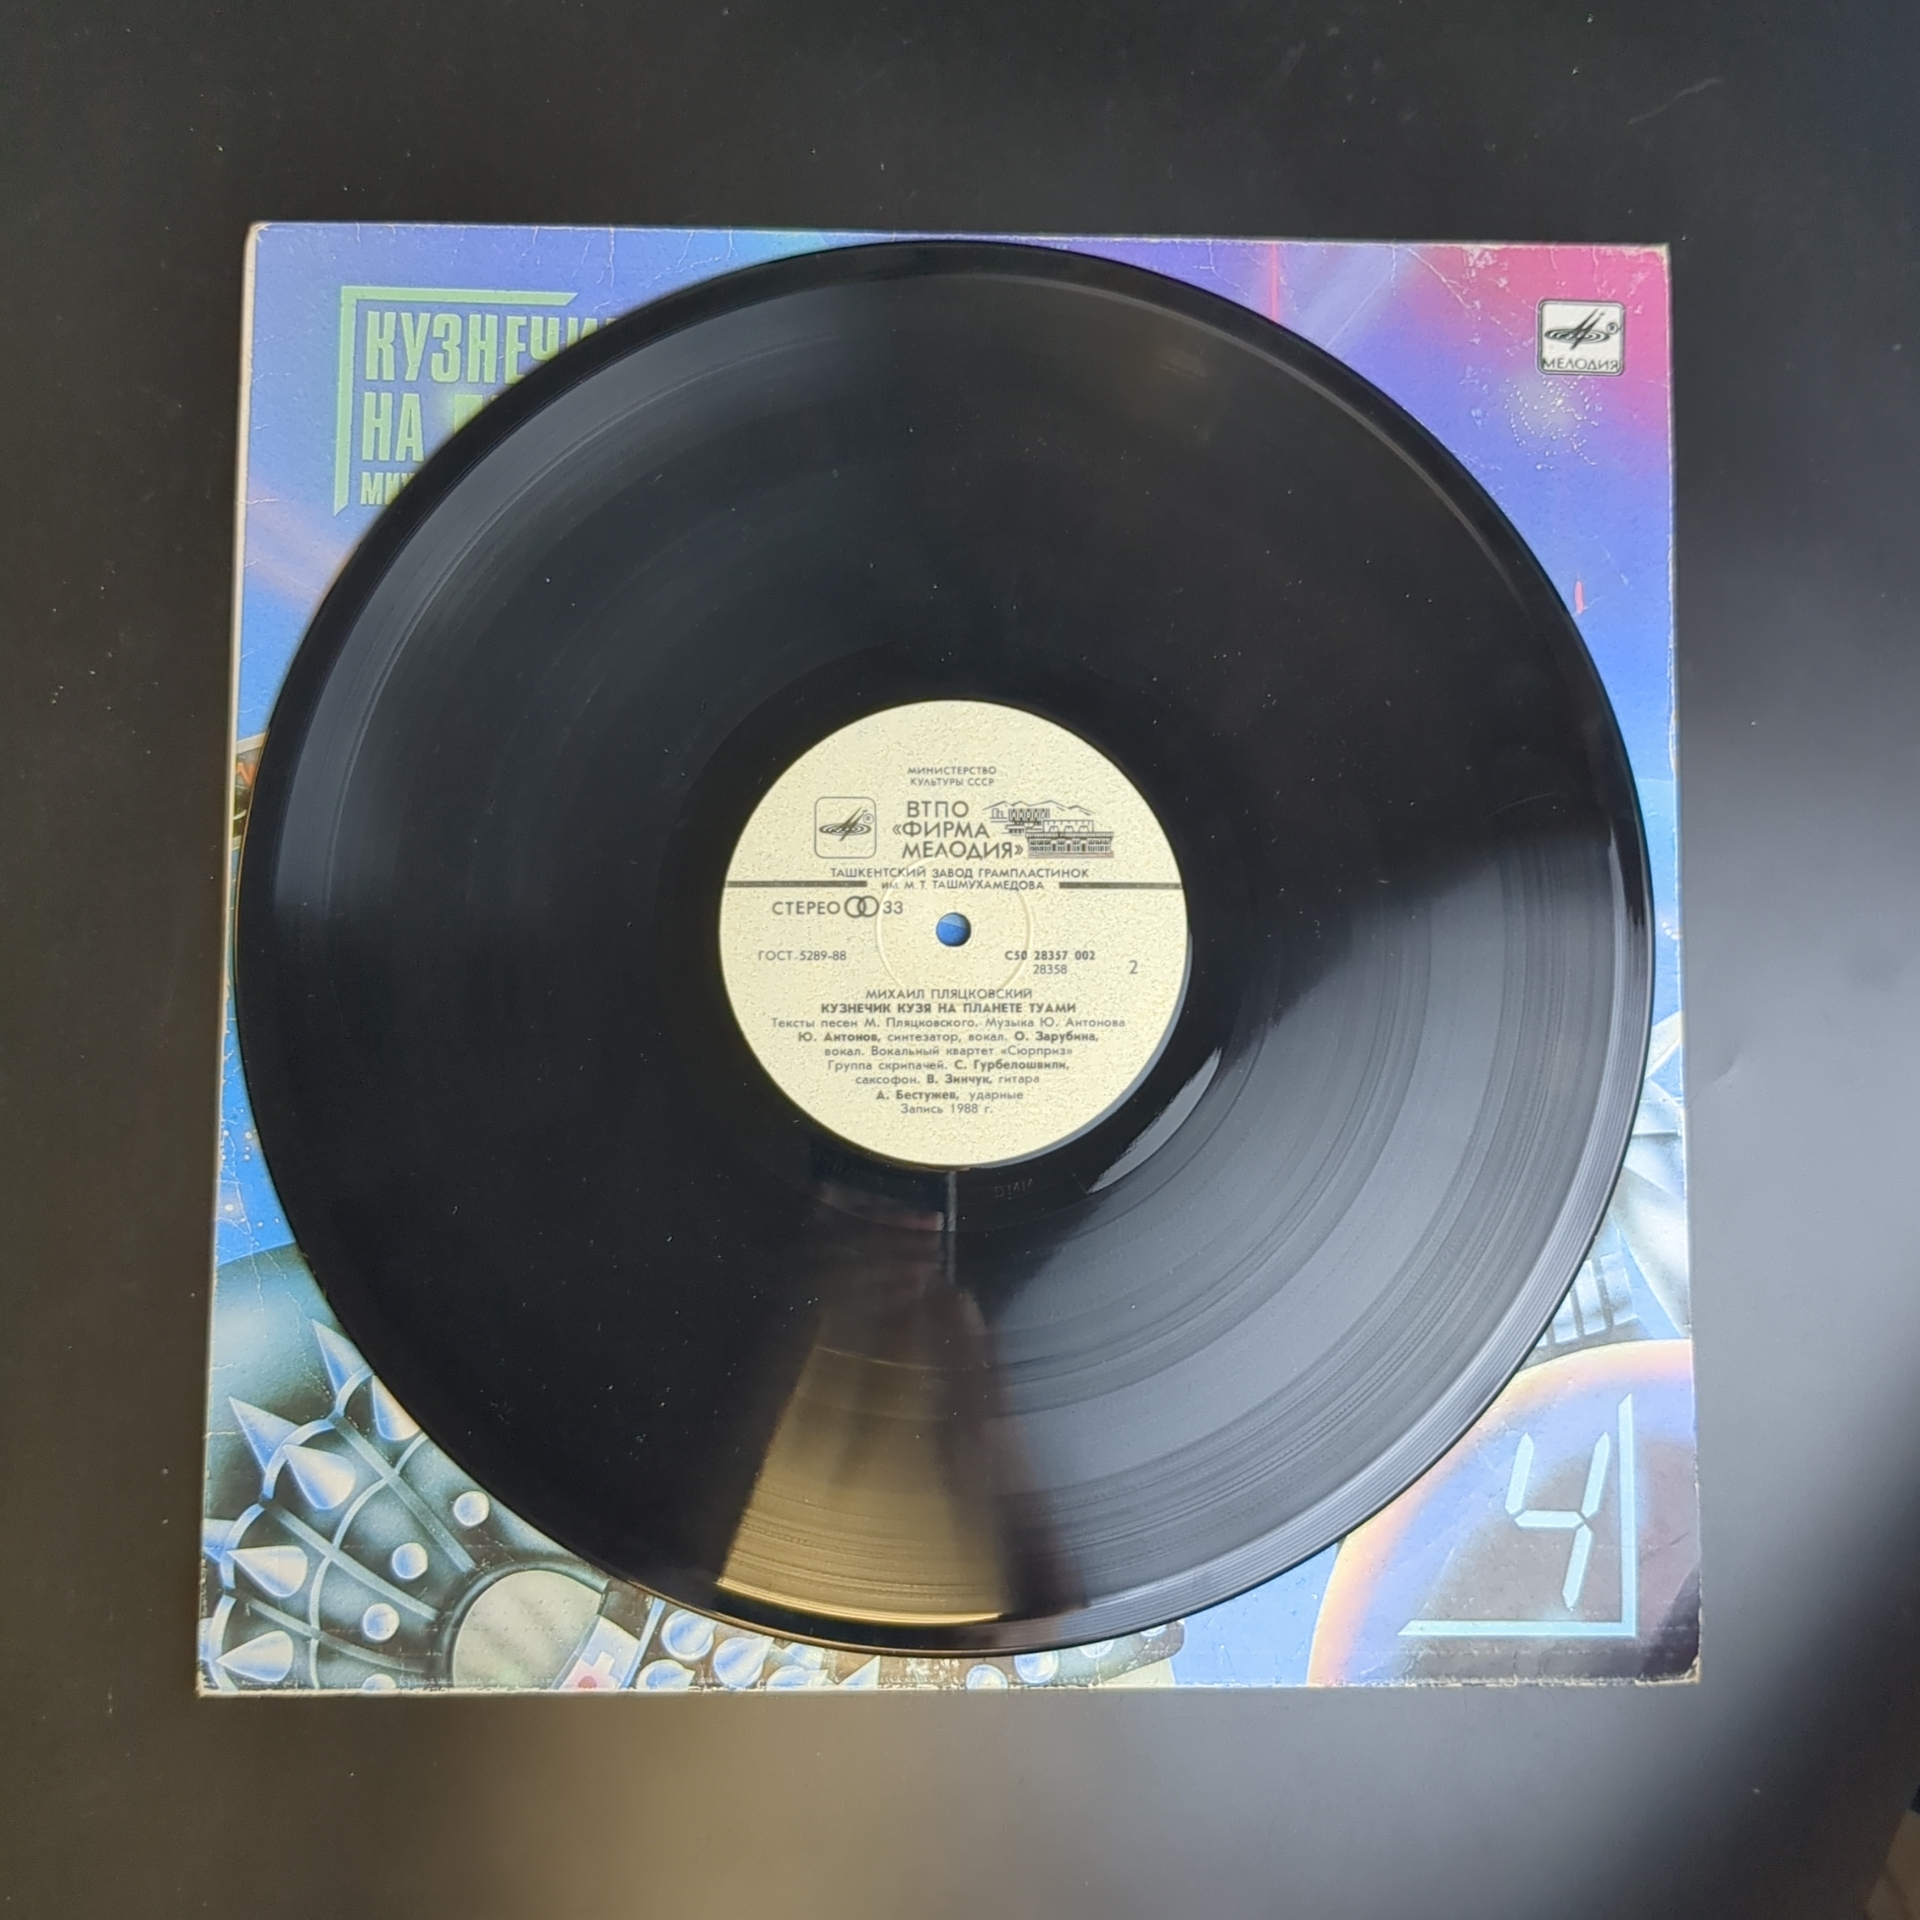 КУЗНЕЧИК
НА
МИХ
МЕЛОДИЯ
МИНИСТЕРСТВО
КУЛЬТУРЫ СССР
ВТПО
«ФИРМА
МЕЛОДИЯ»
ТАШКЕНТСКИЙ ЗАВОД ГРАМПЛАСТИНОК
ИМ. М. Т. ТАШМУХАМЕДОВА
СТЕРЕО 33
ГОСТ 5289-88
С50 28357 002
28358
2
МИХАИЛ ПЛЯЦКОВСКИЙ
КУЗНЕЧИК КУЗЯ НА ПЛАНЕТЕ ТУАМИ
Тексты песен М. Пляцковского. Музыка Ю. Антонова
Ю. Антонов, синтезатор, вокал. О. Зарубина,
вокал. Вокальный квартет «Сюрприз»
Группа скрипачей. С. Гурбелошвили,
саксофон. В. Зинчук, гитара
А. Бестужев, ударные
Запись 1988 г.
4